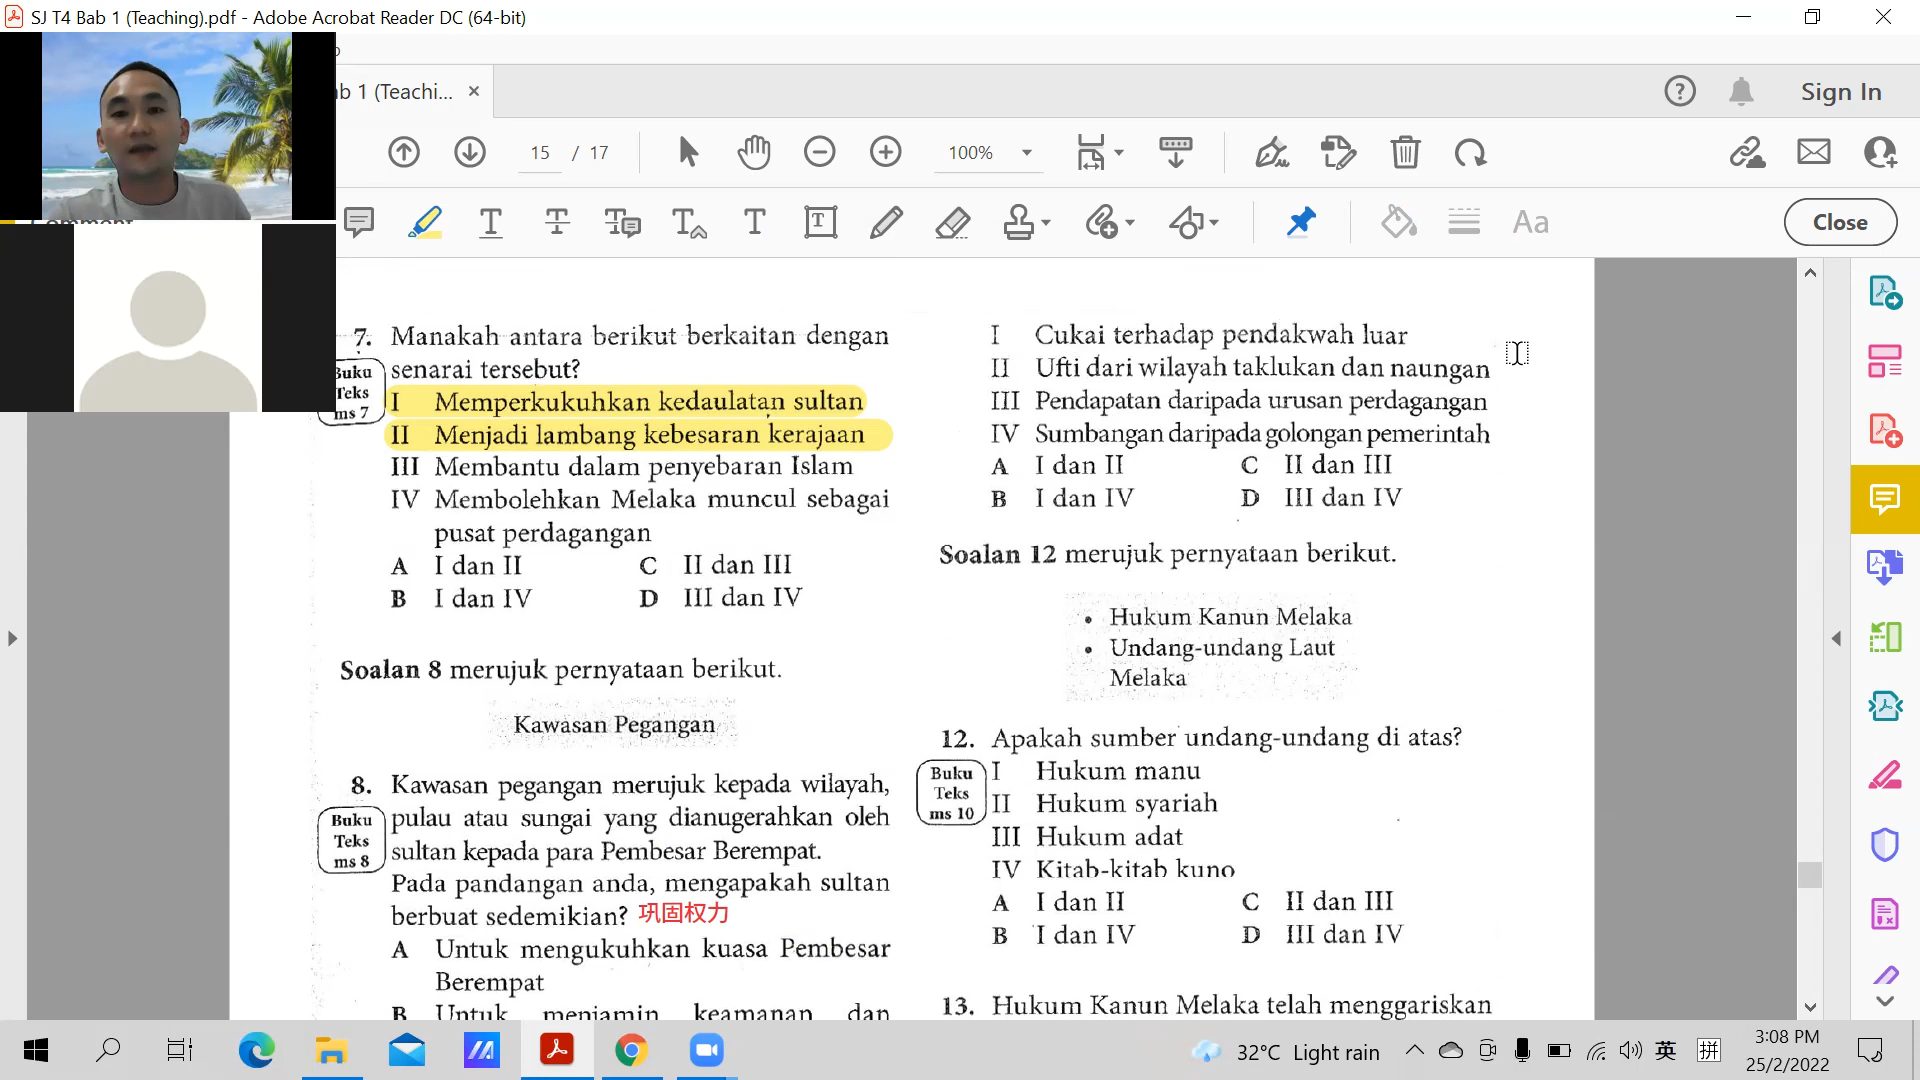 SJ T4 Bab 1 (Teaching).pdf - Adobe Acrobat Reader DC (64-bit)
b 1 (Teachi...
Sign In
15 / 17
100%
Close
7. Manakah antara berikut berkaitan dengan
senarai tersebut?
Buku
Teks
ms 7
I Memperkukuhkan kedaulatan sultan
II Menjadi lambang kebesaran kerajaan
III Membantu dalam penyebaran Islam
IV Membolehkan Melaka muncul sebagai
pusat perdagangan
A I dan II C II dan III
B I dan IV D III dan IV
Soalan 8 merujuk pernyataan berikut.
Kawasan Pegangan
8. Kawasan pegangan merujuk kepada wilayah,
pulau atau sungai yang dianugerahkan oleh
sultan kepada para Pembesar Berempat.
Buku
Teks
ms 8
Pada pandangan anda, mengapakah sultan
berbuat sedemikian? 巩固权力
A Untuk mengukuhkan kuasa Pembesar
Berempat
B Untuk menjamin keamanan dan
I Cukai terhadap pendakwah luar
II Ufti dari wilayah taklukan dan naungan
III Pendapatan daripada urusan perdagangan
IV Sumbangan daripada golongan pemerintah
A I dan II C II dan III
B I dan IV D III dan IV
Soalan 12 merujuk pernyataan berikut.
• Hukum Kanun Melaka
• Undang-undang Laut
Melaka
12. Apakah sumber undang-undang di atas?
Buku
Teks
ms 10
I Hukum manu
II Hukum syariah
III Hukum adat
IV Kitab-kitab kuno
A I dan II C II dan III
B I dan IV D III dan IV
13. Hukum Kanun Melaka telah menggariskan
32°C Light rain
英
拼
3:08 PM
25/2/2022